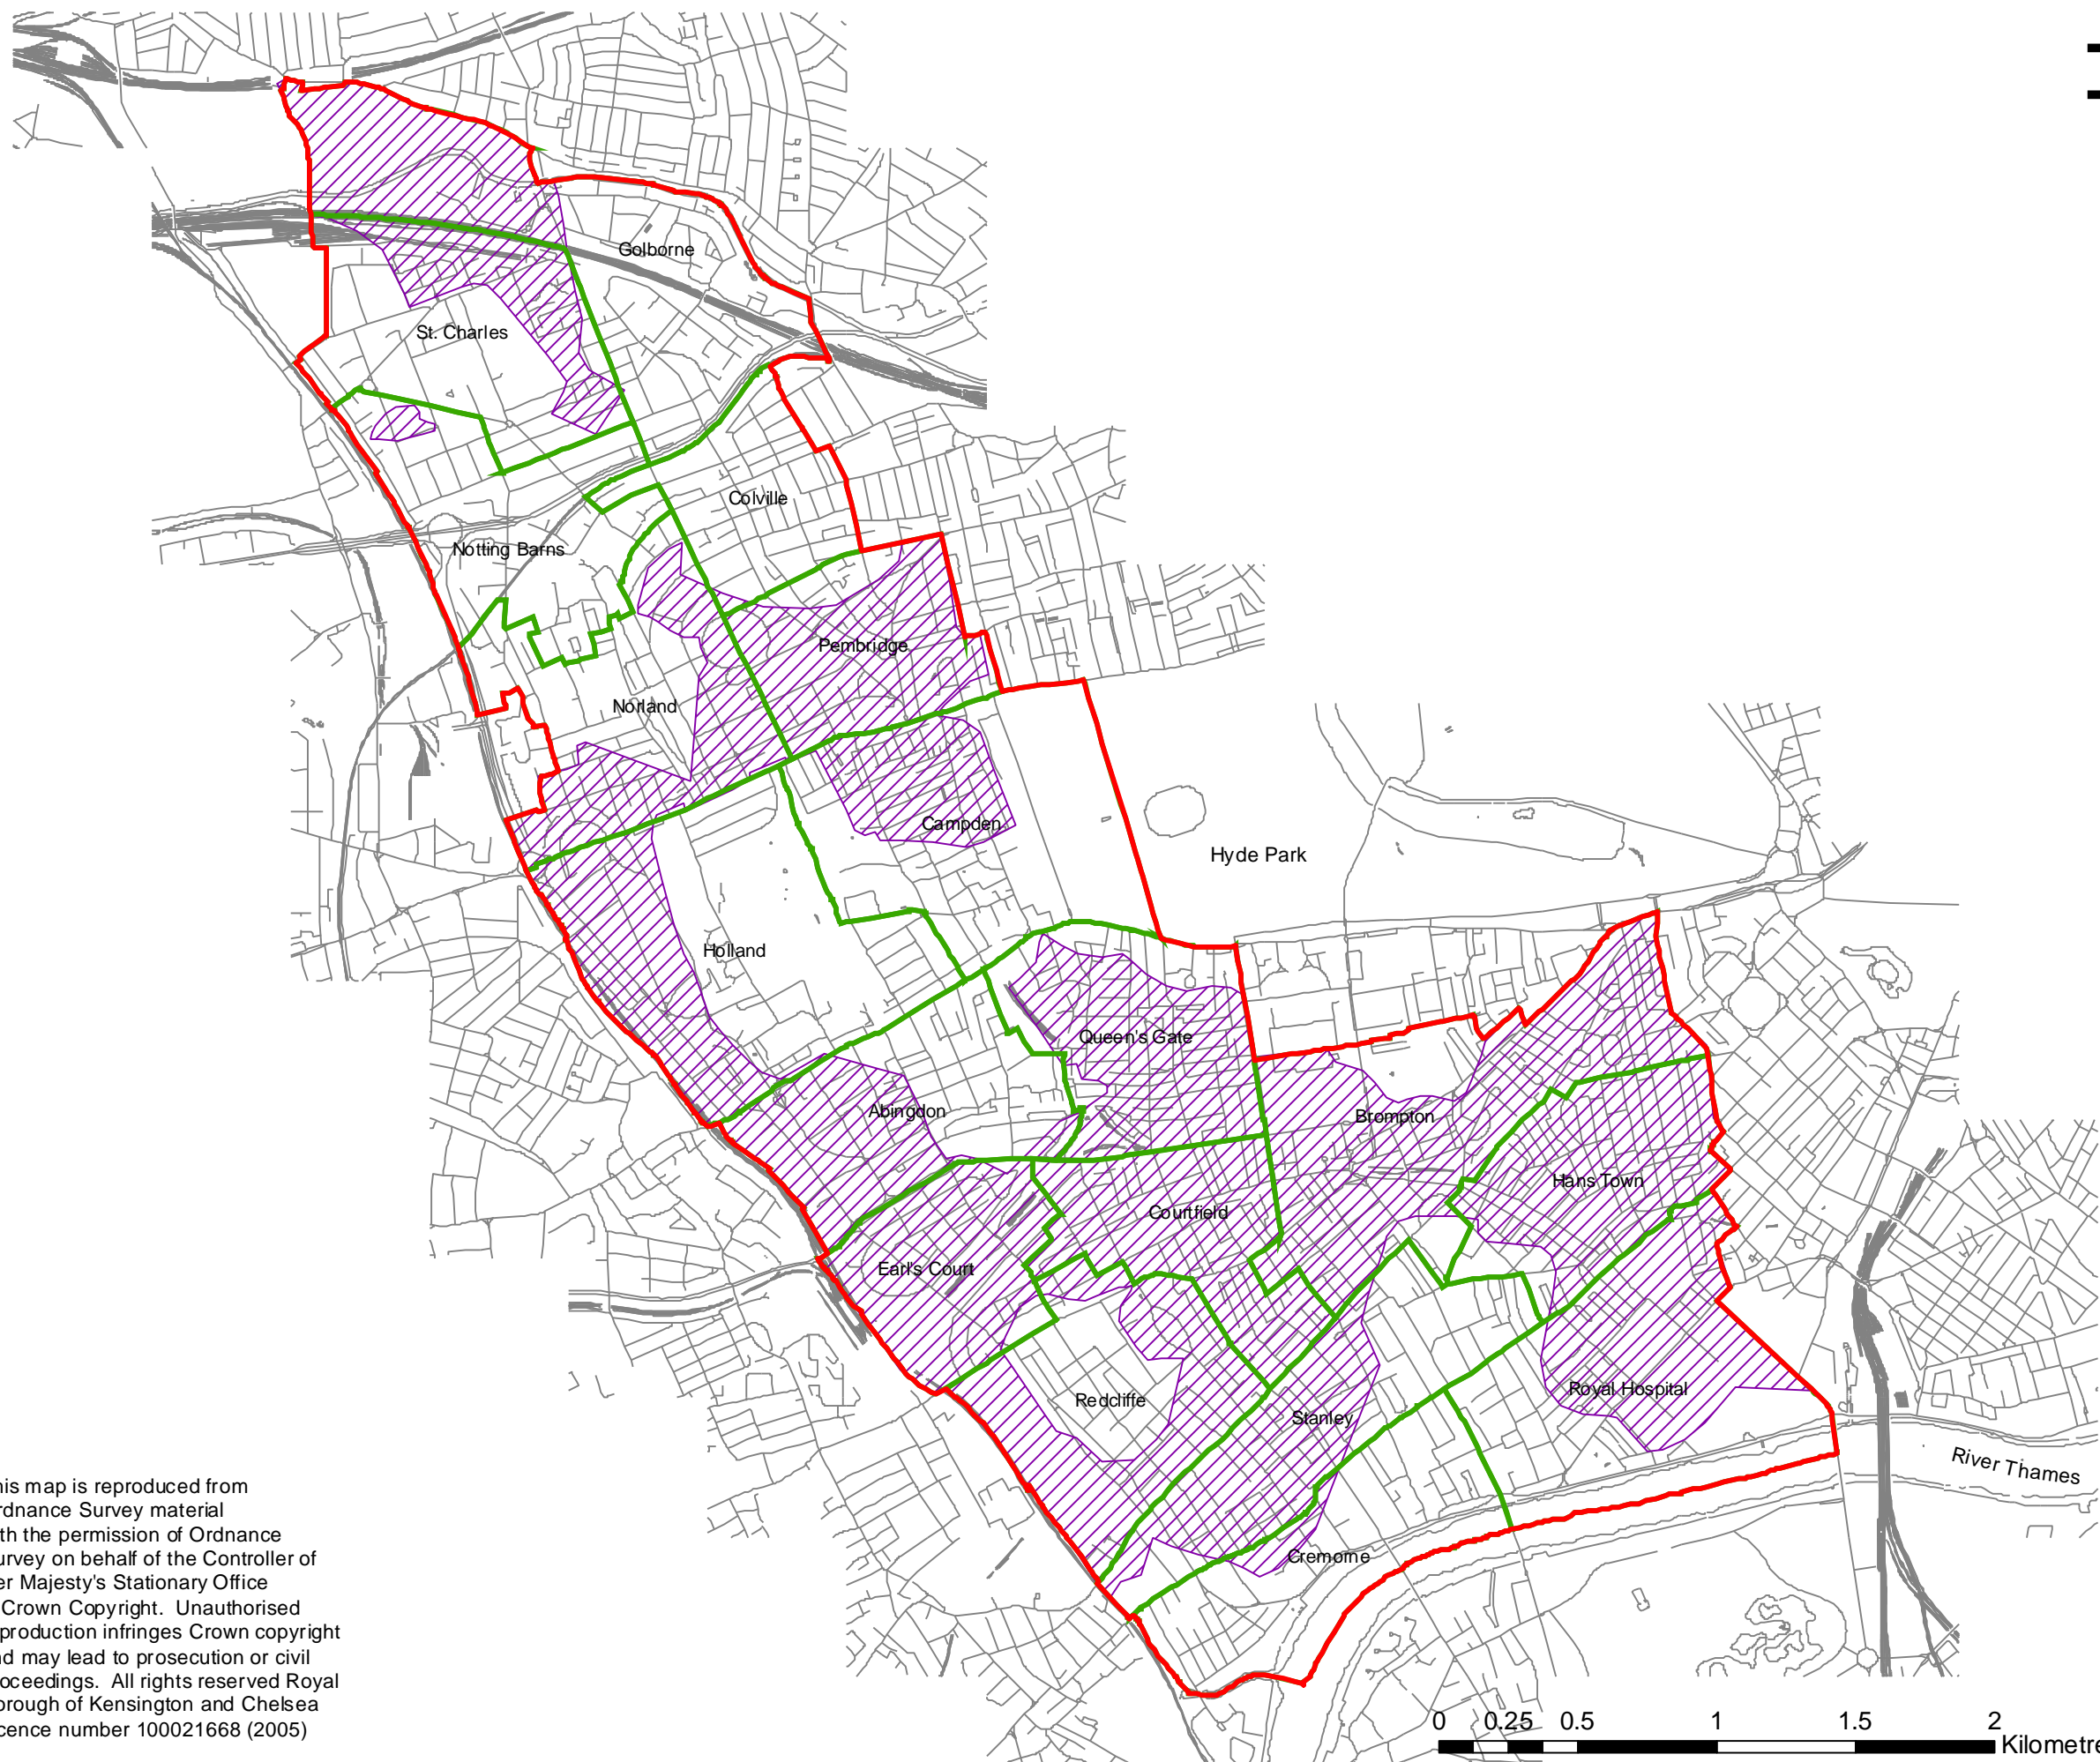 Golborne
St. Charles
Colville
Notting Barns
Pembridge
Norland
Campden
Hyde Park
Holland
Queen's Gate
Abingdon
Brompton
Hans Town
Courtfield
Earl's Court
Royal Hospital
Redcliffe
Stanley
River Thames
Cremorne
his map is reproduced from
rdnance Survey material
th the permission of Ordnance
urvey on behalf of the Controller of
er Majesty's Stationary Office
Crown Copyright. Unauthorised
production infringes Crown copyright
nd may lead to prosecution or civil
oceedings. All rights reserved Royal
orough of Kensington and Chelsea
cence number 100021668 (2005)
0 0.25 0.5 1 1.5 2
Kilometre